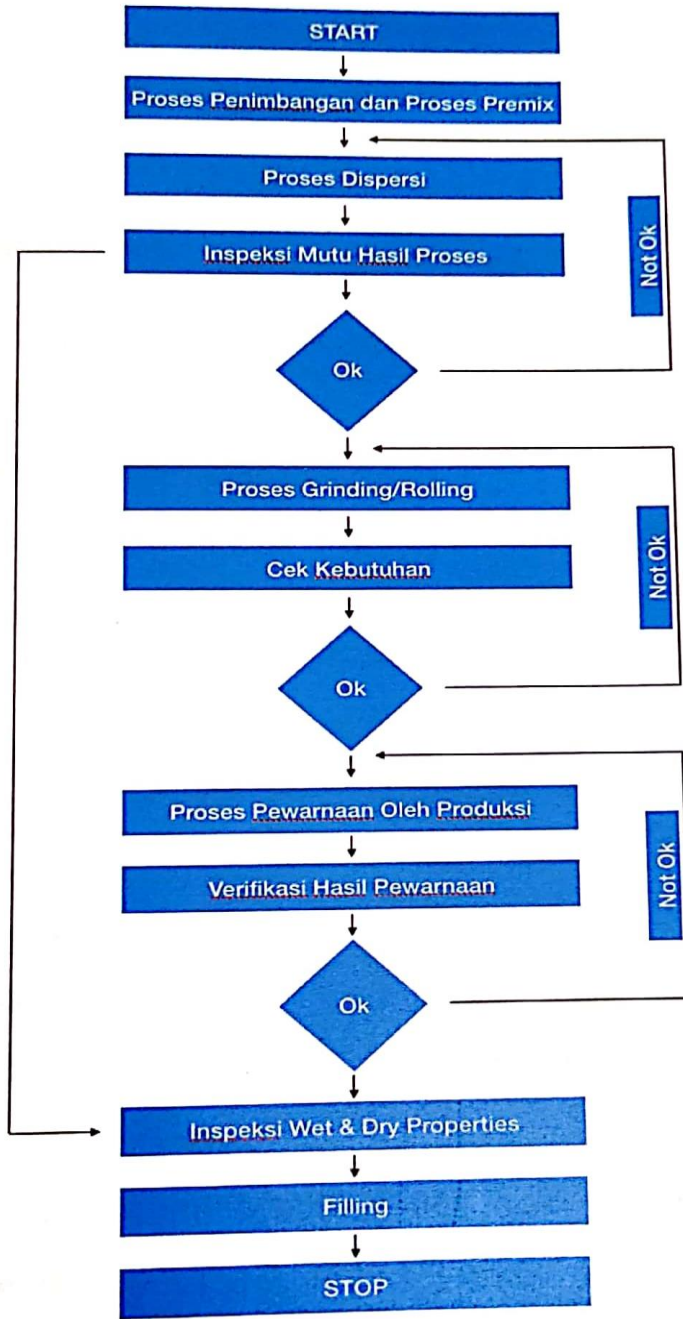 START
Proses Penimbangan dan Proses Premix
Proses Dispersi
Inspeksi Mutu Hasil Proses
Not Ok
Ok
Proses Grinding/Rolling
Cek Kebutuhan
Not Ok
Ok
Proses Pewarnaan Oleh Produksi
Verifikasi Hasil Pewarnaan
Not Ok
Ok
Inspeksi Wet & Dry Properties
Filling
STOP